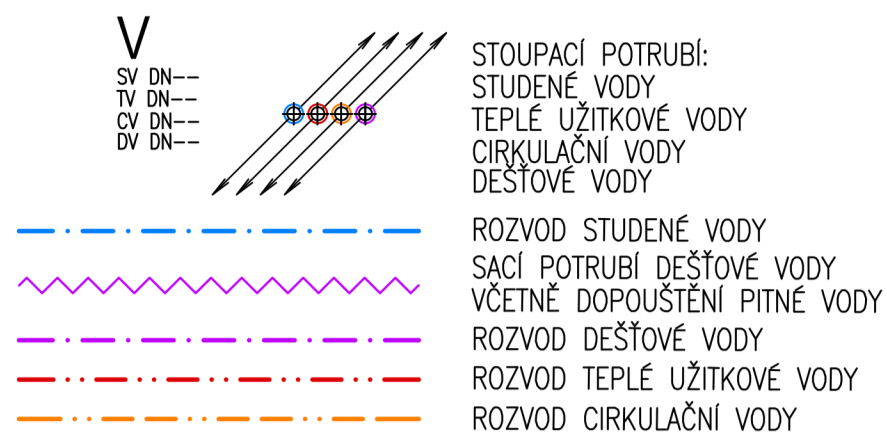 V
SV DN--
TV DN--
CV DN--
DV DN--
STOUPACÍ POTRUBÍ:
STUDENÉ VODY
TEPLÉ UŽITKOVÉ VODY
CIRKULAČNÍ VODY
DEŠŤOVÉ VODY
ROZVOD STUDENÉ VODY
SACÍ POTRUBÍ DEŠŤOVÉ VODY
VČETNĚ DOPOUŠTĚNÍ PITNÉ VODY
ROZVOD DEŠŤOVÉ VODY
ROZVOD TEPLÉ UŽITKOVÉ VODY
ROZVOD CIRKULAČNÍ VODY